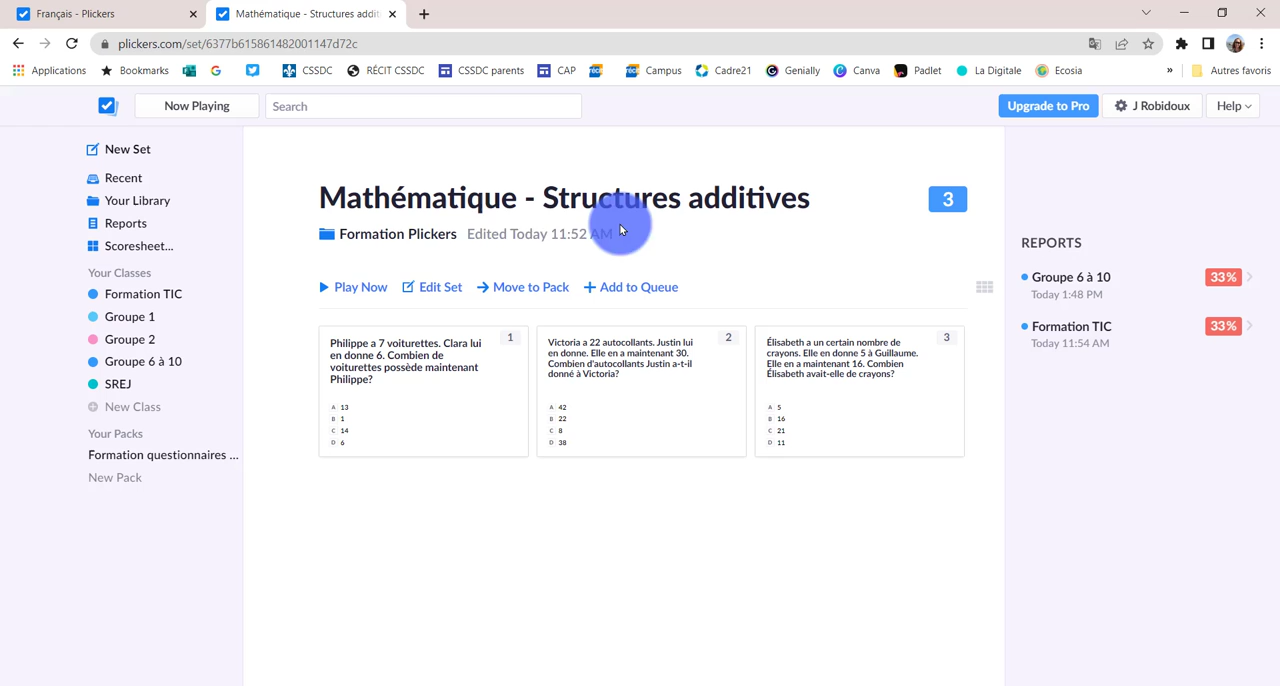 Français - Plickers
Mathématique - Structures additi
plickers.com/set/6377b615861482001147d72c
Applications Bookmarks CSSDC RÉCIT CSSDC CSSDC parents CAP Campus Cadre21 Genially Canva Padlet La Digitale Ecosia » Autres favoris
Now Playing Search Upgrade to Pro J Robidoux Help
New Set
Recent
Your Library
Reports
Scoresheet...
Your Classes
Formation TIC
Groupe 1
Groupe 2
Groupe 6 à 10
SREJ
New Class
Your Packs
Formation questionnaires ...
New Pack
Mathématique - Structures additives 3
Formation Plickers Edited Today 11:52 AM
Play Now Edit Set Move to Pack Add to Queue
1
Philippe a 7 voiturettes. Clara lui
en donne 6. Combien de
voiturettes possède maintenant
Philippe?
A 13
B 1
C 14
D 6
2
Victoria a 22 autocollants. Justin lui
en donne. Elle en a maintenant 30.
Combien d'autocollants Justin a-t-il
donné à Victoria?
A 42
B 22
C 8
D 38
3
Élisabeth a un certain nombre de
crayons. Elle en donne 5 à Guillaume.
Elle en a maintenant 16. Combien
Élisabeth avait-elle de crayons?
A 5
B 16
C 21
D 11
REPORTS
Groupe 6 à 10 33%
Today 1:48 PM
Formation TIC 33%
Today 11:54 AM